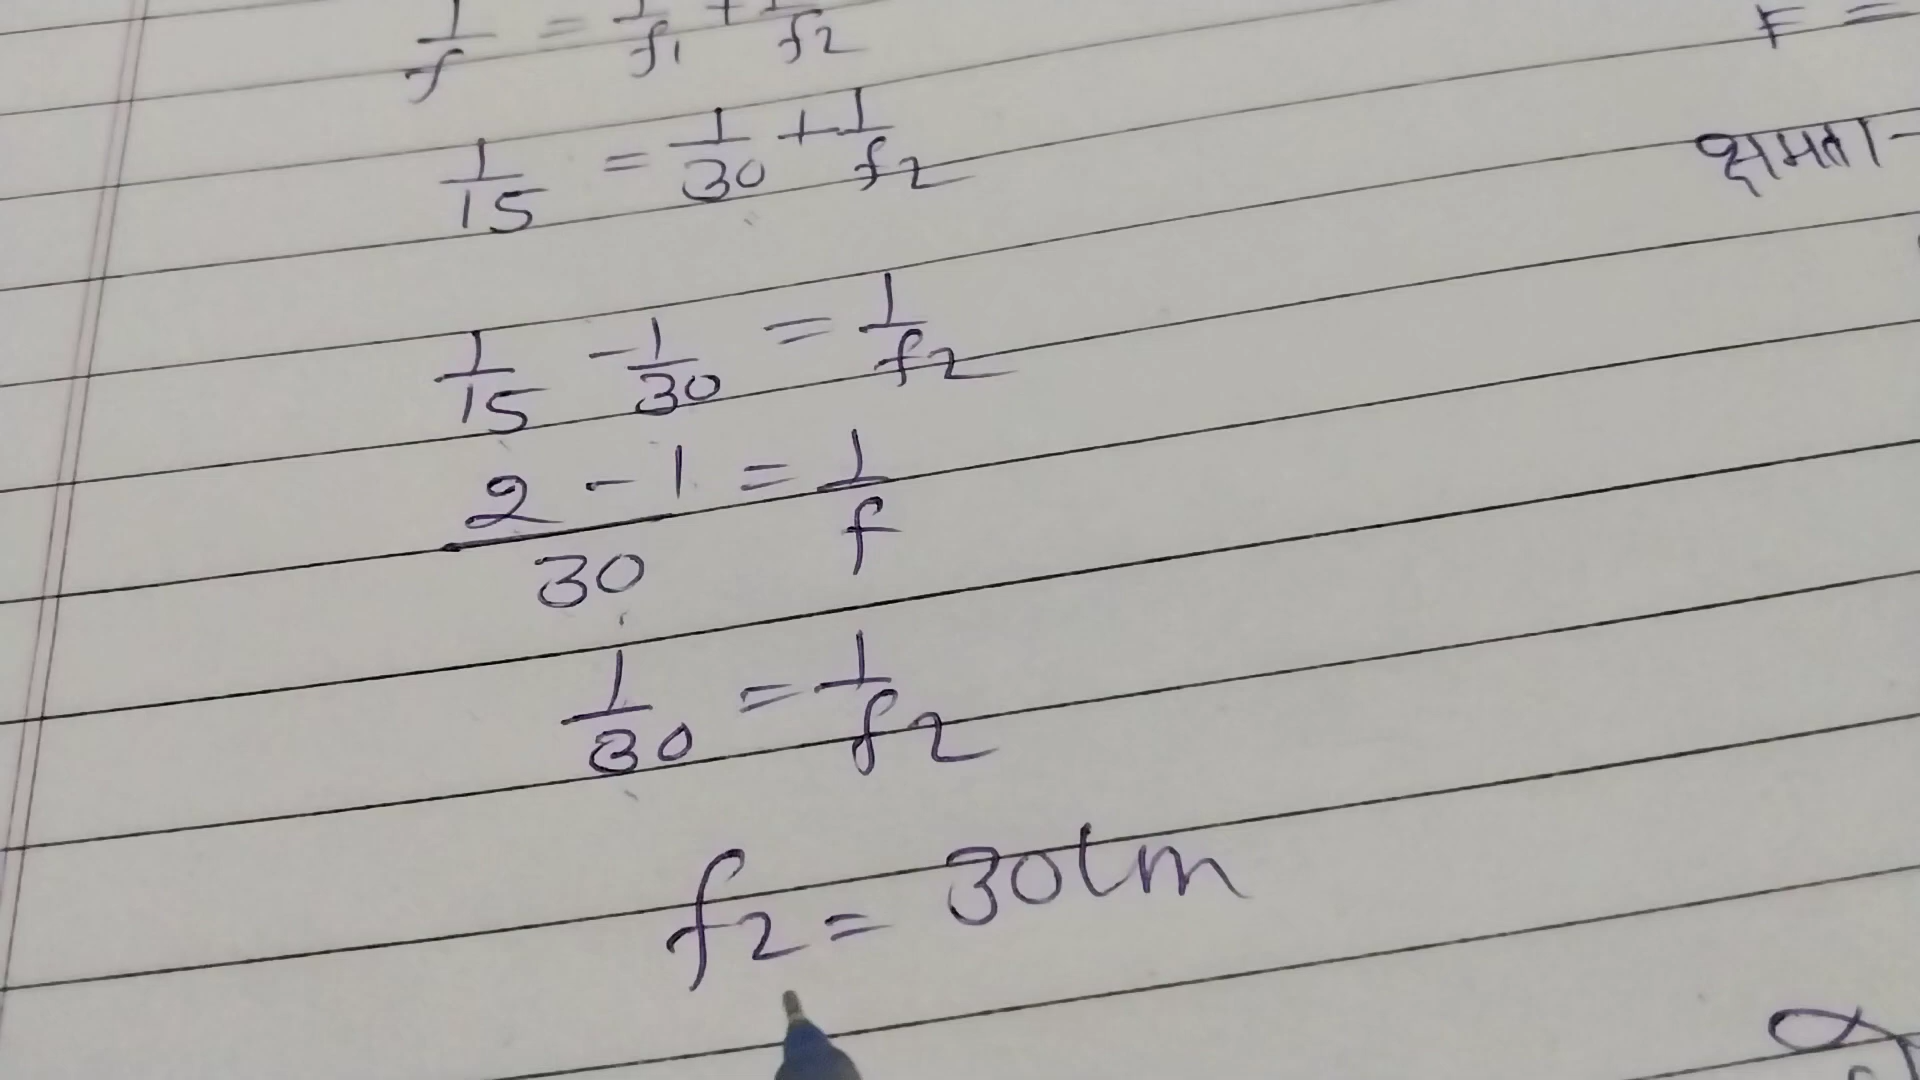 1/f = 1/f1 + 1/f2
F =
1/15 = 1/30 + 1/f2
क्षमता -
1/15 - 1/30 = 1/f2
2 - 1/30 = 1/f
1/30 = 1/f2
f2 = 30cm